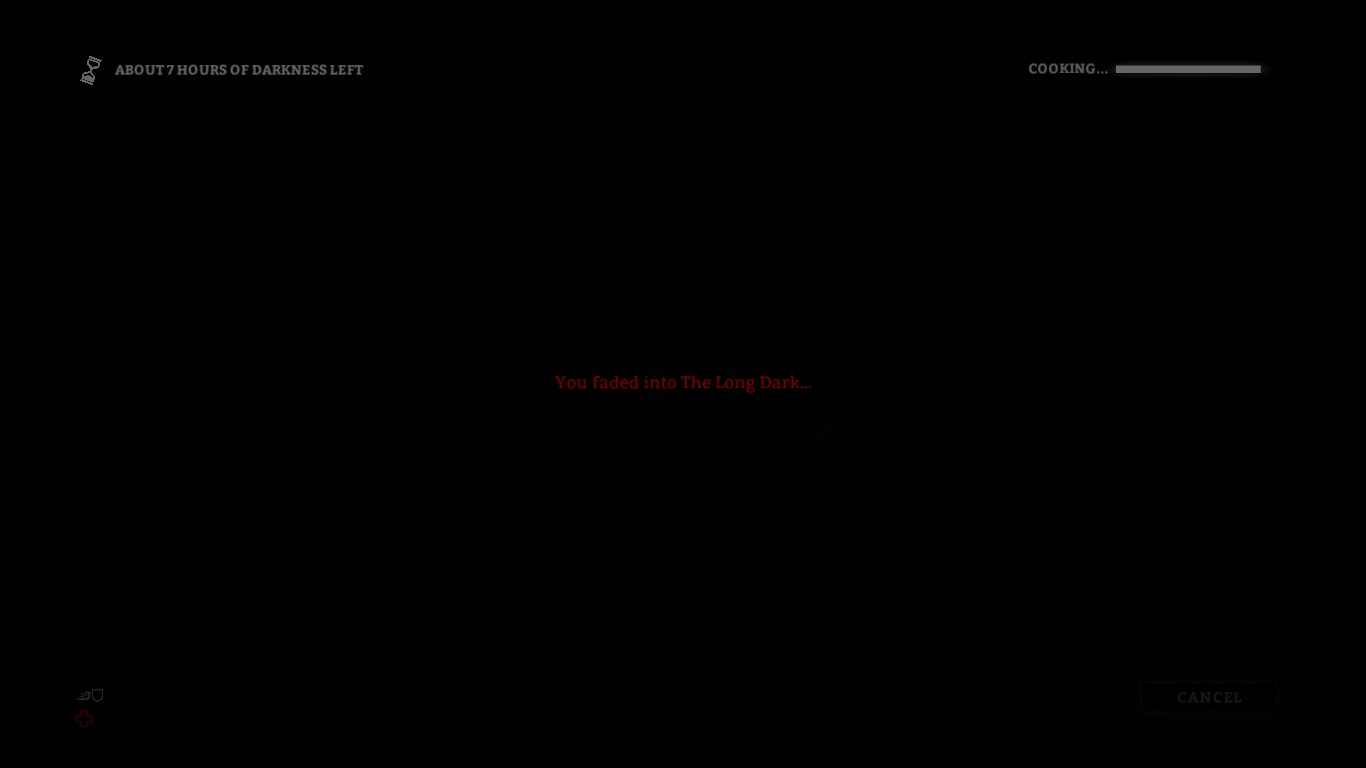 ABOUT 7 HOURS OF DARKNESS LEFT
COOKING...
You faded into The Long Dark...
CANCEL